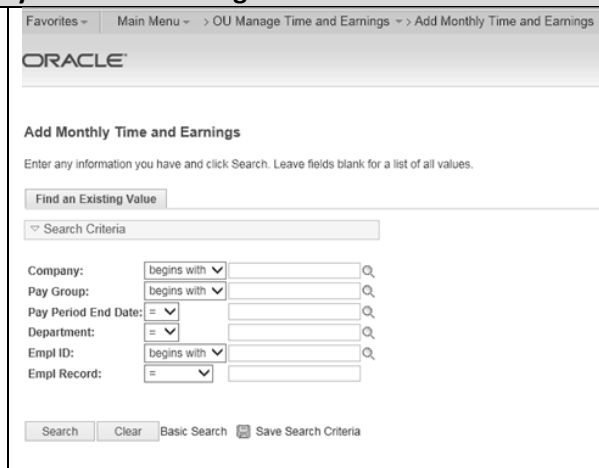 Favorites Main Menu > OU Manage Time and Earnings > Add Monthly Time and Earnings
ORACLE
Add Monthly Time and Earnings
Enter any information you have and click Search. Leave fields blank for a list of all values.
Find an Existing Value
Search Criteria
Company: begins with
Pay Group: begins with
Pay Period End Date: =
Department: =
Empl ID: begins with
Empl Record: =
Search Clear Basic Search Save Search Criteria